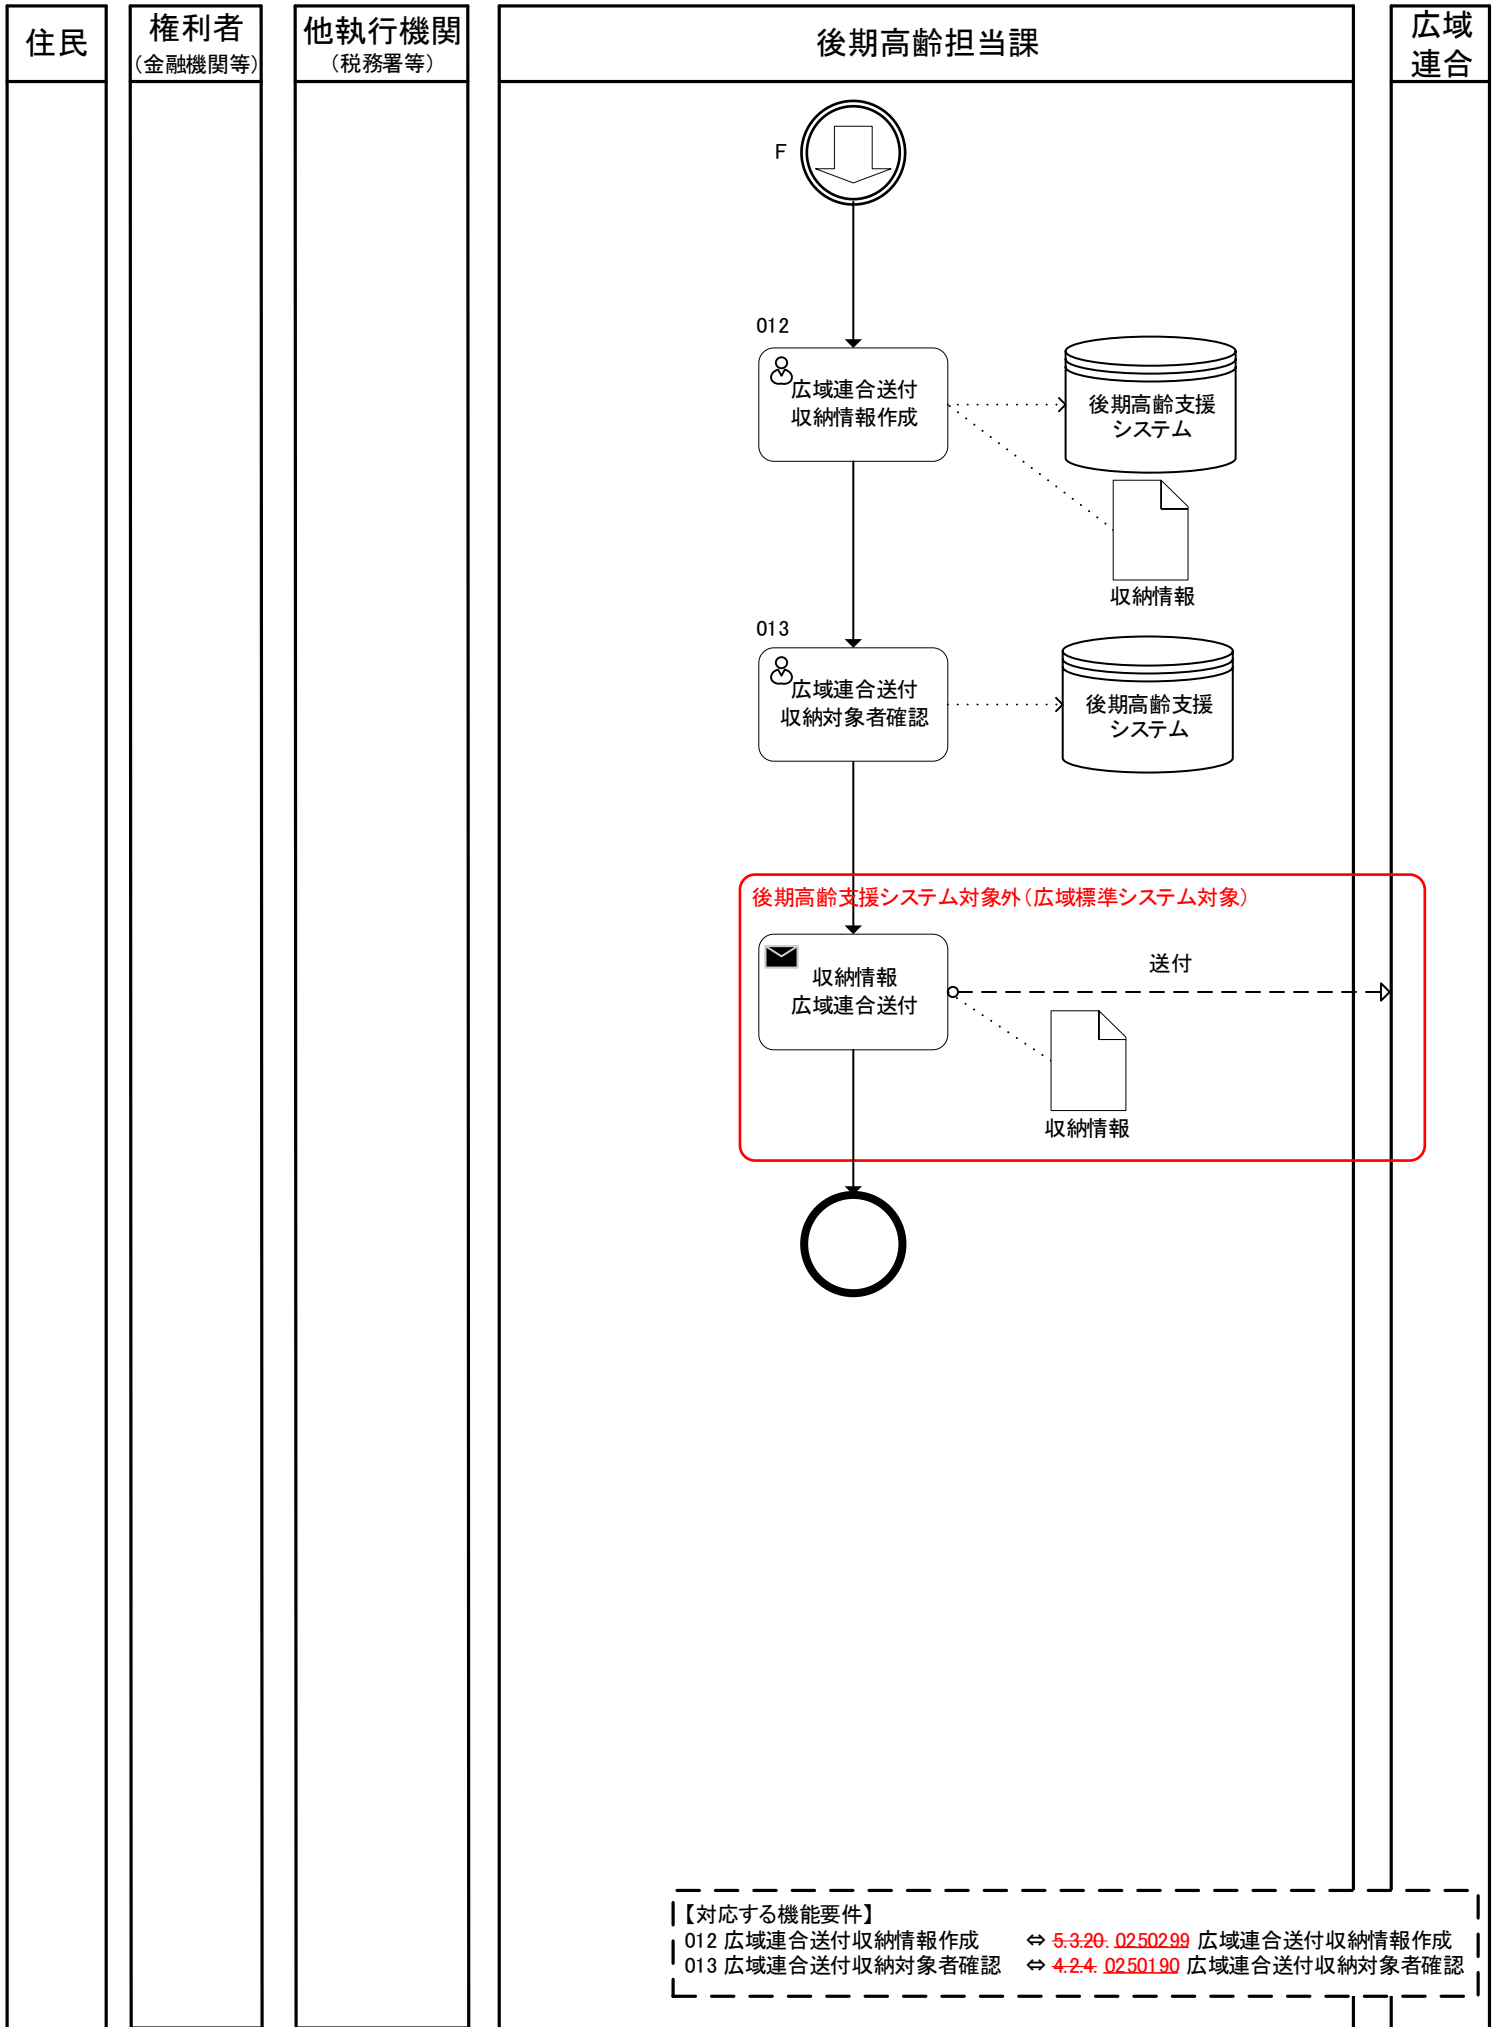 住民
権利者
(金融機関等)
他執行機関
(税務署等)
後期高齢担当課
広域
連合
F
012
広域連合送付
収納情報作成
後期高齢支援
システム
収納情報
013
広域連合送付
収納対象者確認
後期高齢支援
システム
後期高齢支援システム対象外(広域標準システム対象)
収納情報
広域連合送付
送付
収納情報
【対応する機能要件】
012 広域連合送付収納情報作成 ⇔ 5.3.20. 0250299 広域連合送付収納情報作成
013 広域連合送付収納対象者確認 ⇔ 4.2.4. 0250190 広域連合送付収納対象者確認